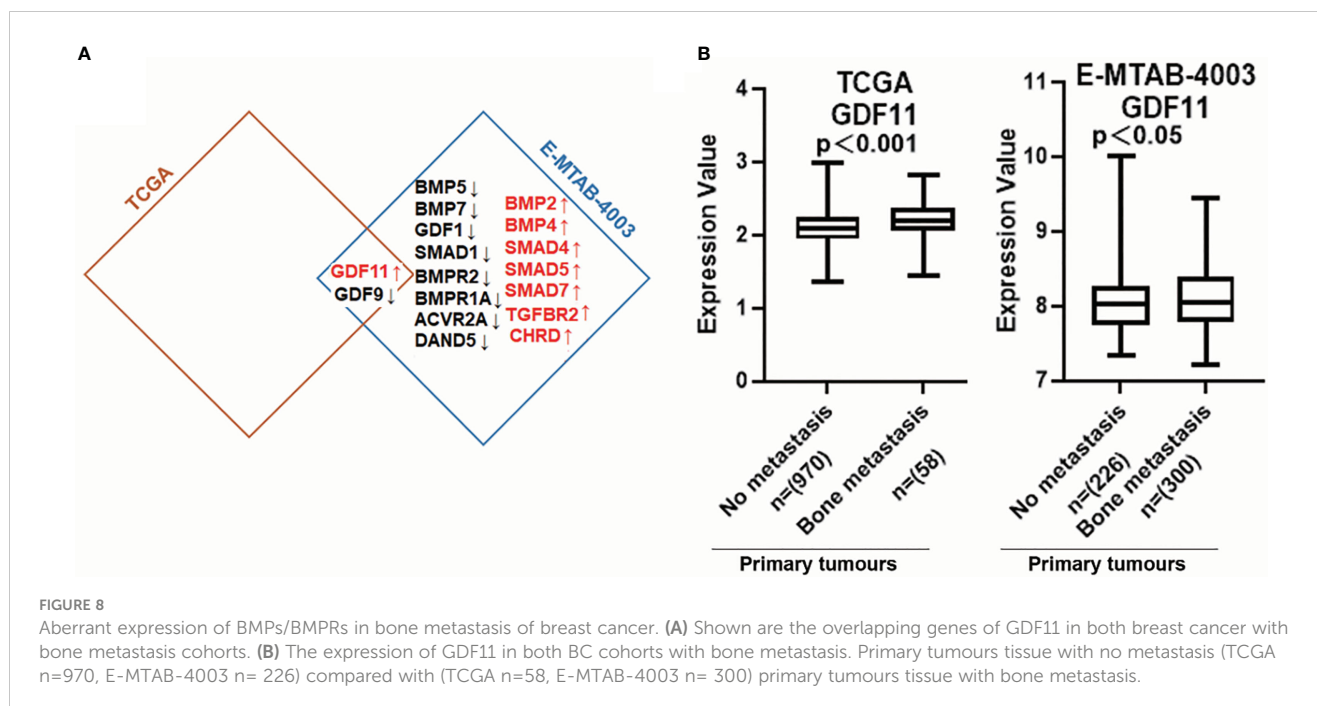 A
TCGA
E-MTAB-4003
GDF11↑
GDF9↓
BMP5↓
BMP7↓
GDF1↓
SMAD1↓
BMPR2↓
BMPR1A↓
ACVR2A↓
DAND5↓
BMP2↑
BMP4↑
SMAD4↑
SMAD5↑
SMAD7↑
TGFBR2↑
CHRD↑
B
TCGA
GDF11
p<0.001
Expression Value
4
3
2
1
0
No metastasis
n=(970)
Bone metastasis
n=(58)
Primary tumours
E-MTAB-4003
GDF11
p<0.05
Expression Value
11
10
9
8
7
No metastasis
n=(226)
Bone metastasis
n=(300)
Primary tumours
FIGURE 8
Aberrant expression of BMPs/BMPRs in bone metastasis of breast cancer. (A) Shown are the overlapping genes of GDF11 in both breast cancer with
bone metastasis cohorts. (B) The expression of GDF11 in both BC cohorts with bone metastasis. Primary tumours tissue with no metastasis (TCGA
n=970, E-MTAB-4003 n= 226) compared with (TCGA n=58, E-MTAB-4003 n= 300) primary tumours tissue with bone metastasis.